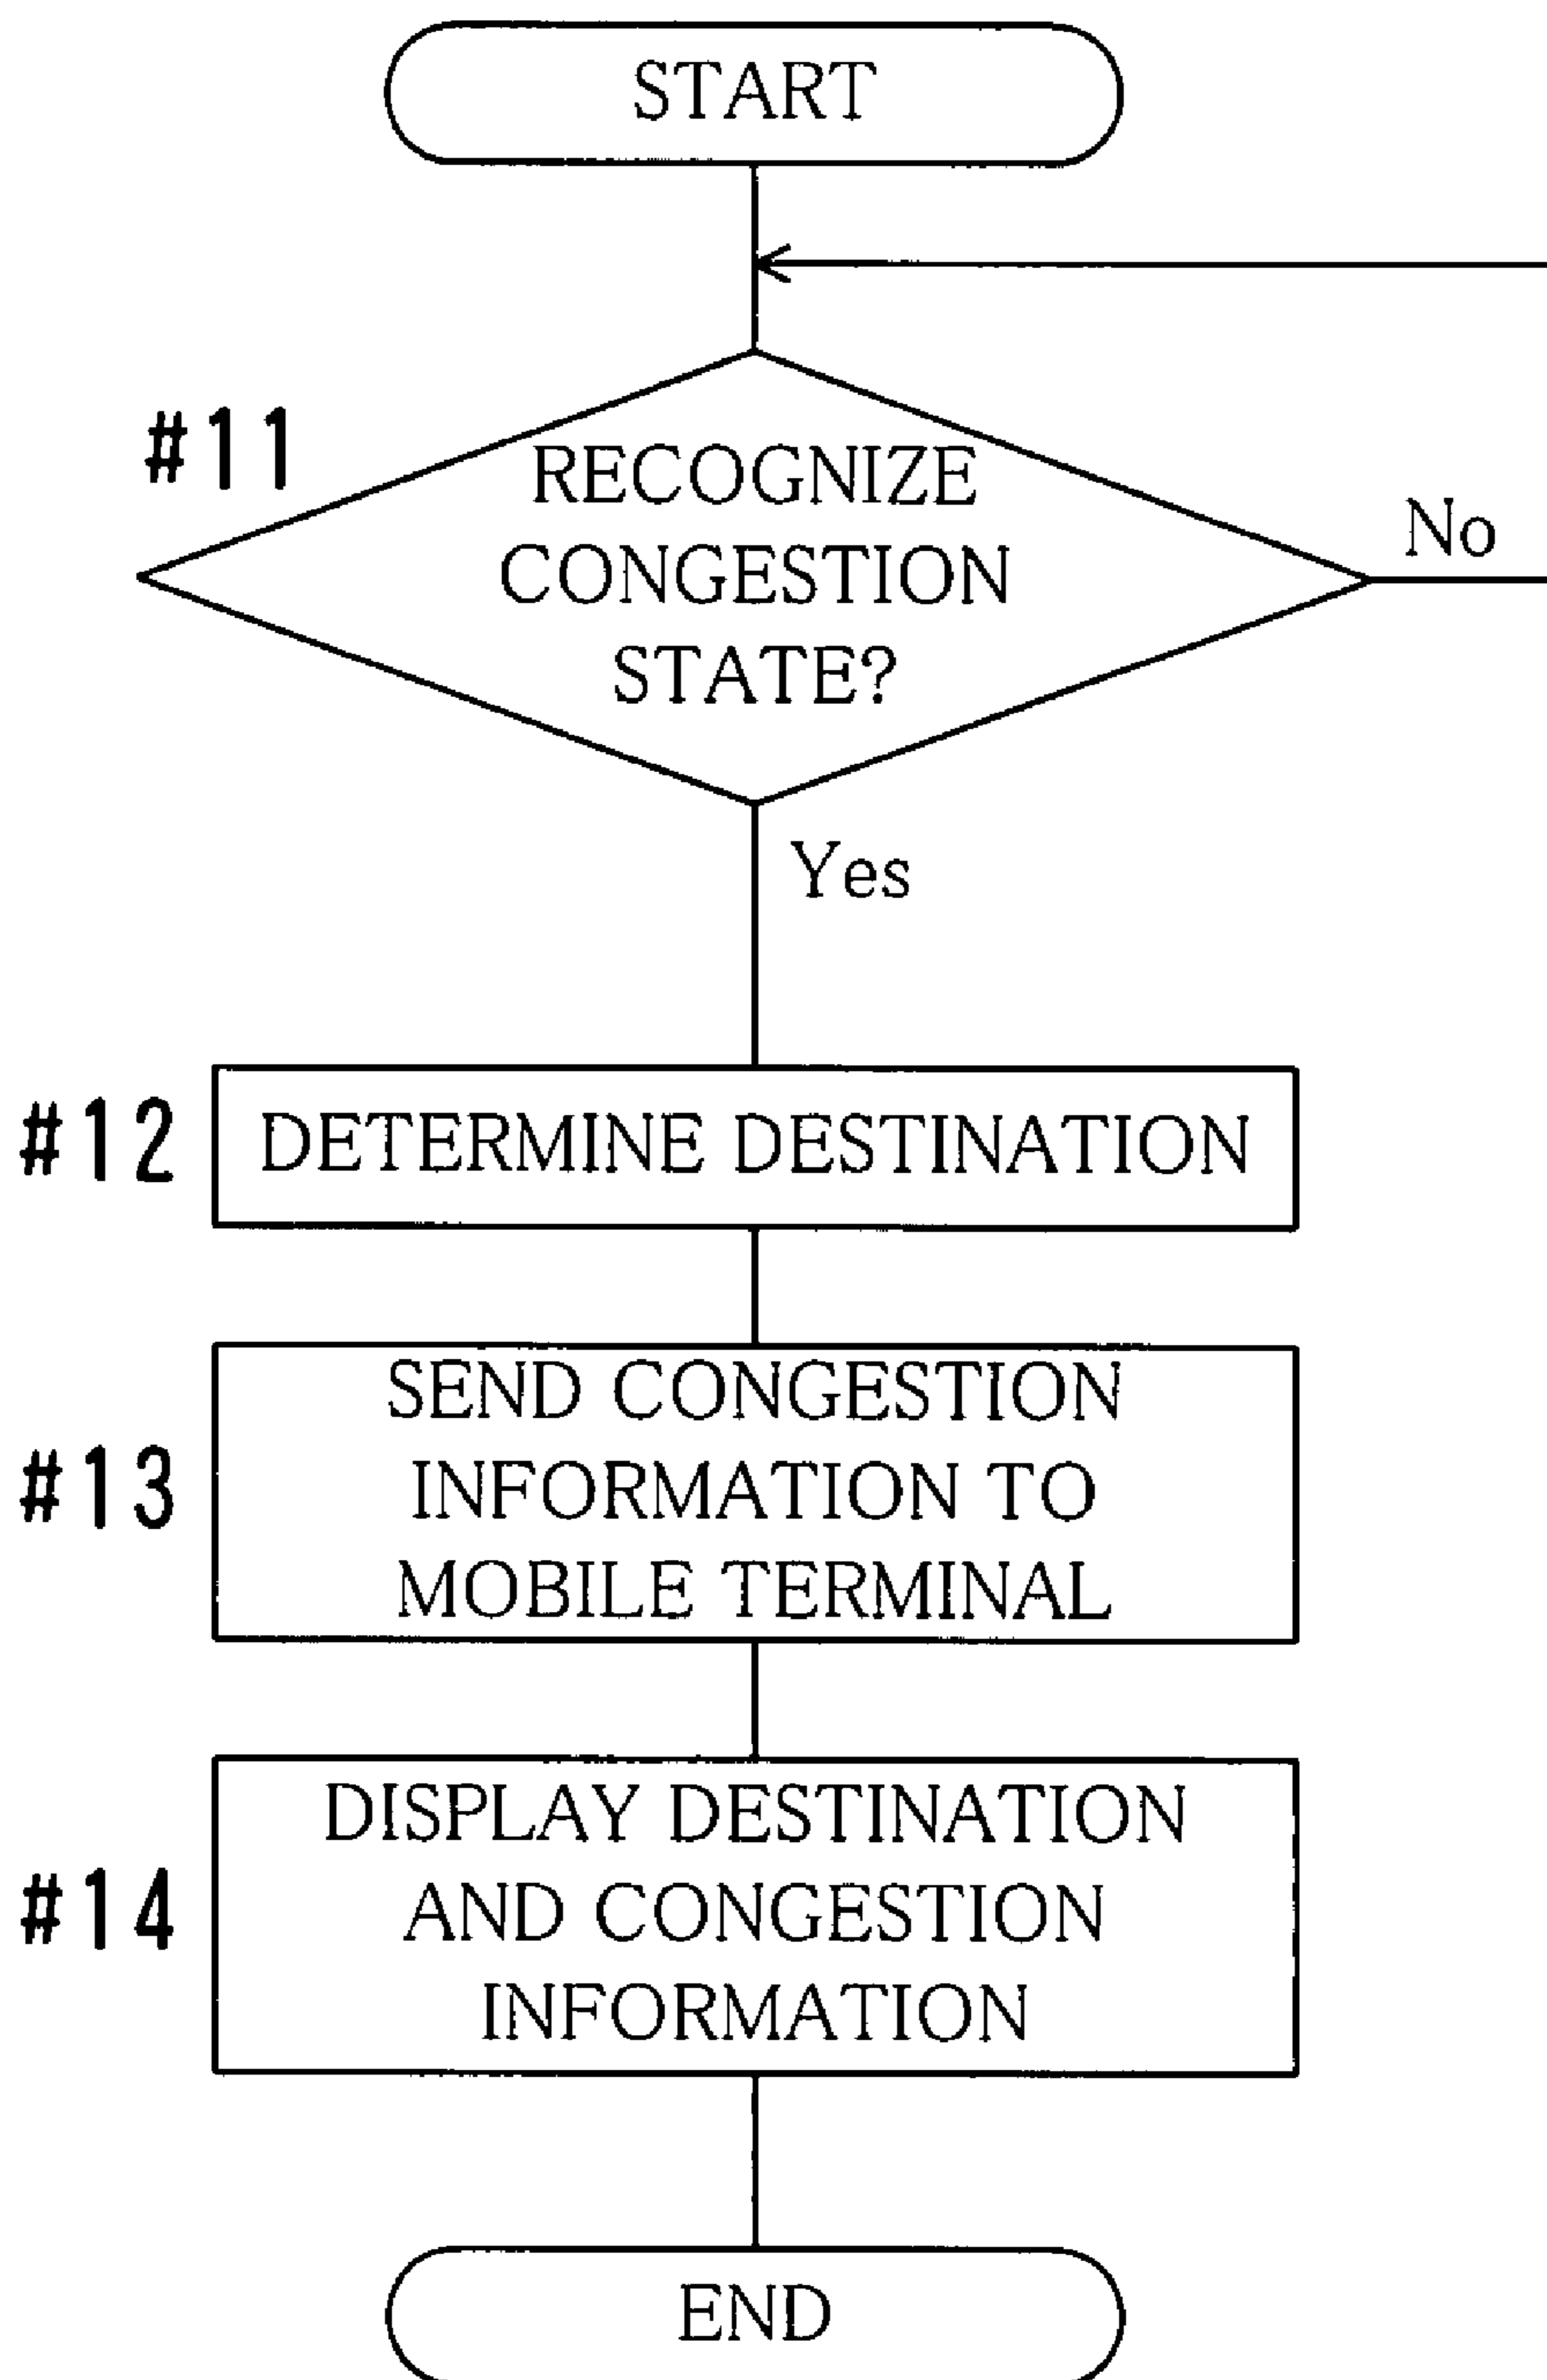 START
#11
RECOGNIZE
CONGESTION
STATE?
No
Yes
#12
DETERMINE DESTINATION
#13
SEND CONGESTION
INFORMATION TO
MOBILE TERMINAL
#14
DISPLAY DESTINATION
AND CONGESTION
INFORMATION
END